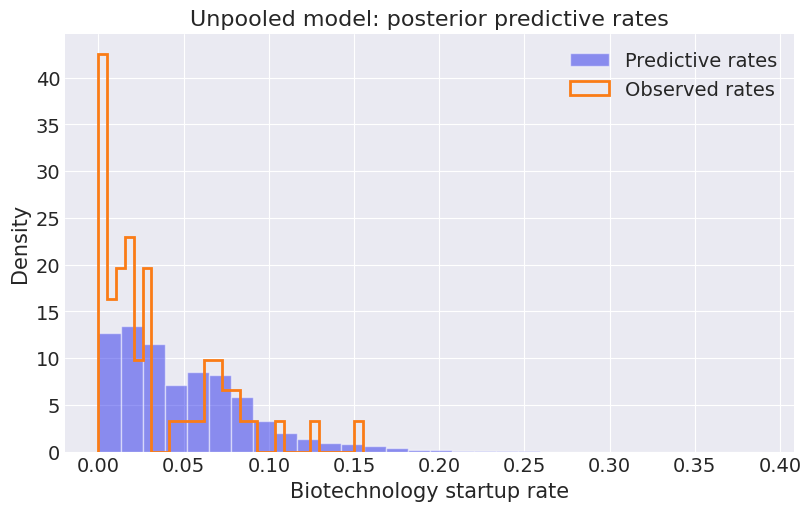 Unpooled model: posterior predictive rates
Predictive rates
Observed rates
Density
40
35
30
25
20
15
10
5
0
0.00 0.05 0.10 0.15 0.20 0.25 0.30 0.35 0.40
Biotechnology startup rate